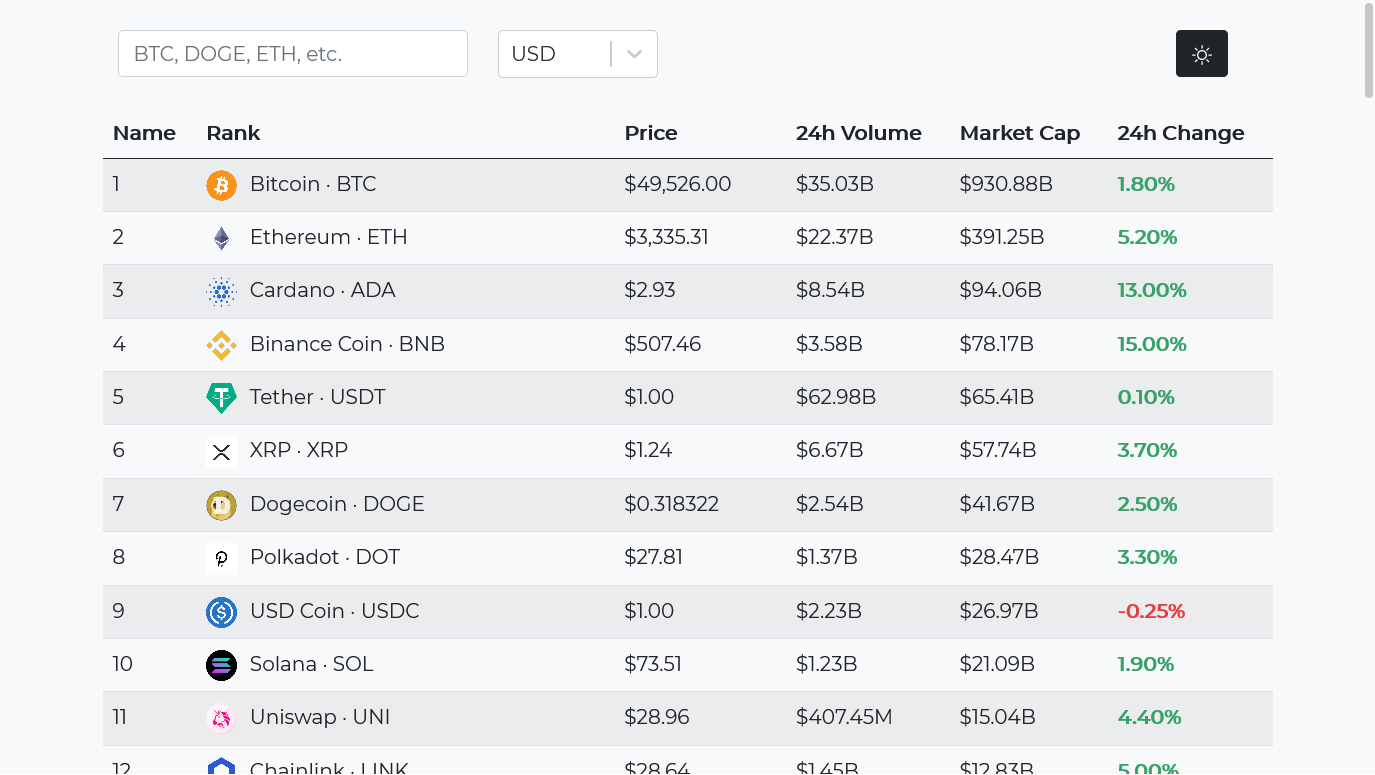 BTC, DOGE, ETH, etc. USD
Name Rank Price 24h Volume Market Cap 24h Change
1 Bitcoin · BTC $49,526.00 $35.03B $930.88B 1.80%
2 Ethereum · ETH $3,335.31 $22.37B $391.25B 5.20%
3 Cardano · ADA $2.93 $8.54B $94.06B 13.00%
4 Binance Coin · BNB $507.46 $3.58B $78.17B 15.00%
5 Tether · USDT $1.00 $62.98B $65.41B 0.10%
6 XRP · XRP $1.24 $6.67B $57.74B 3.70%
7 Dogecoin · DOGE $0.318322 $2.54B $41.67B 2.50%
8 Polkadot · DOT $27.81 $1.37B $28.47B 3.30%
9 USD Coin · USDC $1.00 $2.23B $26.97B -0.25%
10 Solana · SOL $73.51 $1.23B $21.09B 1.90%
11 Uniswap · UNI $28.96 $407.45M $15.04B 4.40%
12 Chainlink · LINK $28.64 $1.45B $12.83B 5.00%